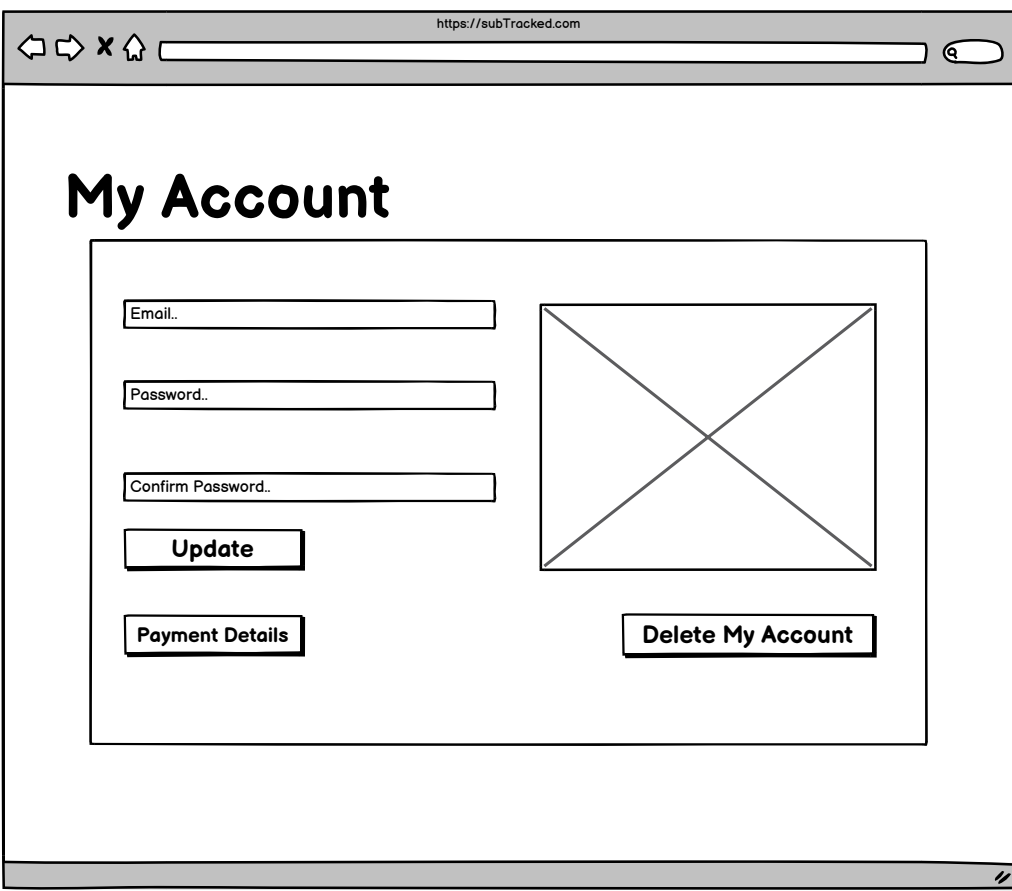 https://subTracked.com
My Account
Email..
Password..
Confirm Password..
Update
Payment Details
Delete My Account